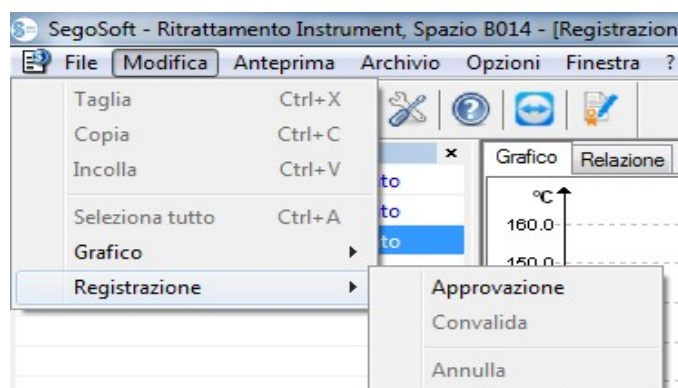 SegoSoft - Ritrattamento Instrument, Spazio B014 - [Registrazion
File Modifica Anteprima Archivio Opzioni Finestra ?
Taglia Ctrl+X
Copia Ctrl+C
Incolla Ctrl+V
Seleziona tutto Ctrl+A
Grafico
Registrazione
to
to
to
×
Grafico Relazione
°C
160.0
150.0
Approvazione
Convalida
Annulla